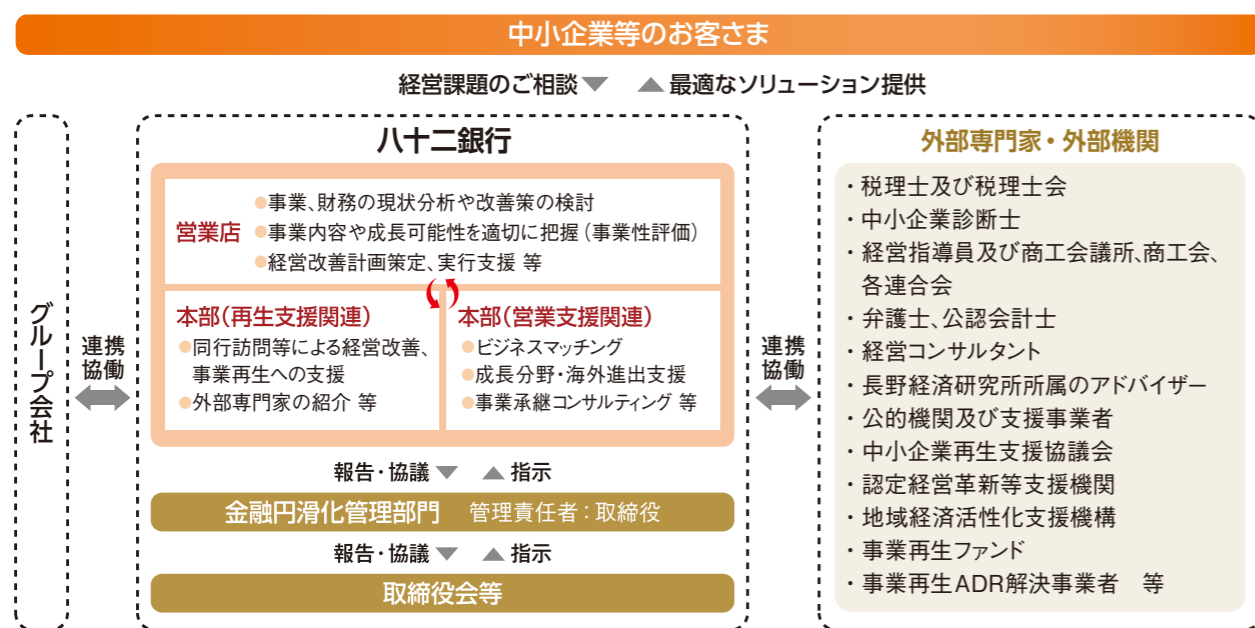 中小企業等のお客さま
経営課題のご相談▼ ▲最適なソリューション提供
グループ会社
連携
協働
八十二銀行
営業店
●事業、財務の現状分析や改善策の検討
●事業内容や成長可能性を適切に把握(事業性評価)
●経営改善計画策定、実行支援 等
本部(再生支援関連)
●同行訪問等による経営改善、
事業再生への支援
●外部専門家の紹介 等
本部(営業支援関連)
●ビジネスマッチング
●成長分野・海外進出支援
●事業承継コンサルティング 等
報告・協議▼ ▲指示
金融円滑化管理部門 管理責任者:取締役
報告・協議▼ ▲指示
取締役会等
連携
協働
外部専門家・外部機関
・税理士及び税理士会
・中小企業診断士
・経営指導員及び商工会議所、商工会、
各連合会
・弁護士、公認会計士
・経営コンサルタント
・長野経済研究所所属のアドバイザー
・公的機関及び支援事業者
・中小企業再生支援協議会
・認定経営革新等支援機関
・地域経済活性化支援機構
・事業再生ファンド
・事業再生ADR解決事業者 等